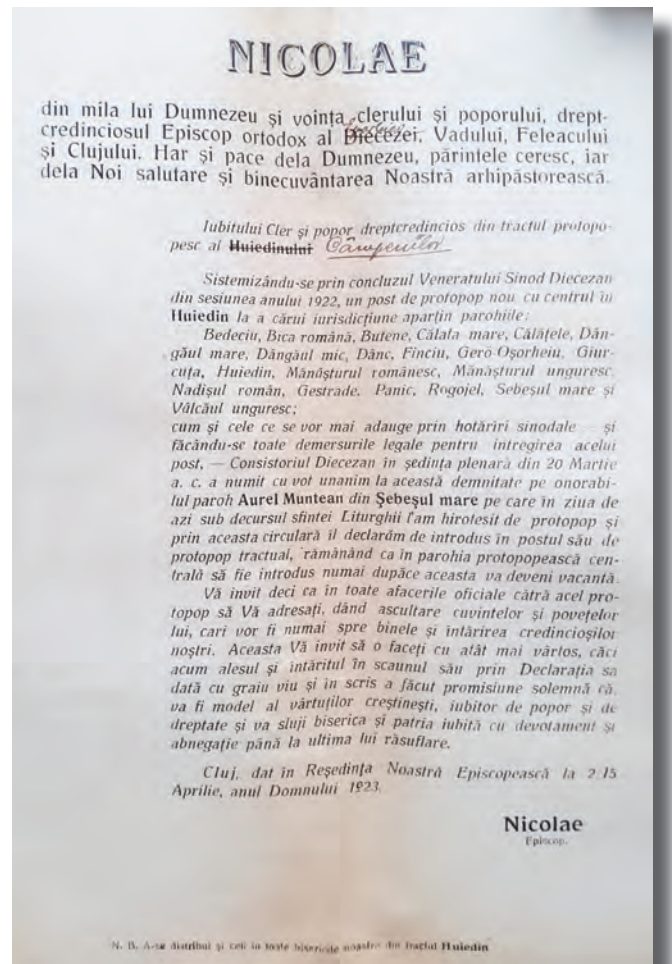 NICOLAE
din mila lui Dumnezeu și voința clerului și poporului, drept-
credinciosul Episcop ortodox al Diecezei, Vadului, Feleacului
și Clujului. Har și pace dela Dumnezeu, părintele ceresc, iar
dela Noi salutare și binecuvântarea Noastră arhipăstorească.
Iubitului Cler și popor dreptcredincios din tractul protopo-
pesc al Huiedinului Câmpenilor
Sistemizându-se prin concluzul Veneratului Sinod Diecezan
din sesiunea anului 1922, un post de protopop nou cu centrul în
Huiedin la a cărui iurisdicțiune aparțin parohiile:
Bedeciu, Bica română, Butene, Călata mare, Călățele, Dân-
găul mare, Dângăul mic, Dânc, Finciu, Gerö-Oșorheiu, Giur-
cuța, Huiedin, Mănășturul românesc, Mănășturul unguresc,
Nadișul român, Gestrade, Panic, Rogojel, Sebeșul mare și
Vâlcăul unguresc;
cum și cele ce se vor mai adauge prin hotăriri sinodale — și
făcându-se toate demersurile legale pentru intregirea acelui
post, — Consistoriul Diecezan în ședința plenară din 20 Martie
a. c. a numit cu vot unanim la această demnitate pe onorabi-
lul paroh Aurel Muntean din Șebeșul mare pe care în ziua de
azi sub decursul sfintei Liturghii l'am hirotesit de protopop și
prin aceasta circulară îl declarăm de introdus în postul său de
protopop tractual, rămânând ca în parohia protopopească cen-
trală să fie introdus numai dupăce aceasta va deveni vacantă.
Vă invit deci ca în toate afacerile oficiale cătră acel pro-
topop să Vă adresați, dând ascultare cuvintelor și povețelor
lui, cari vor fi numai spre binele și întărirea credincioșilor
noștri. Aceasta Vă invit să o faceți cu atât mai vârtos, căci
acum alesul și întăritul în scaunul său prin Declarația sa
dată cu graiu viu și în scris a făcut promisiune solemnă că,
va fi model al vârtuților creștinești, iubitor de popor și de
dreptate și va sluji biserica și patria iubită cu devotament și
abnegație până la ultima lui răsuflare.
Cluj, dat în Reședința Noastră Episcopească la 2/15
Aprilie, anul Domnului 1923.
Nicolae
Episcop.
N. B. A-se distribui și ceti în toate bisericile noastre din tractul Huiedin